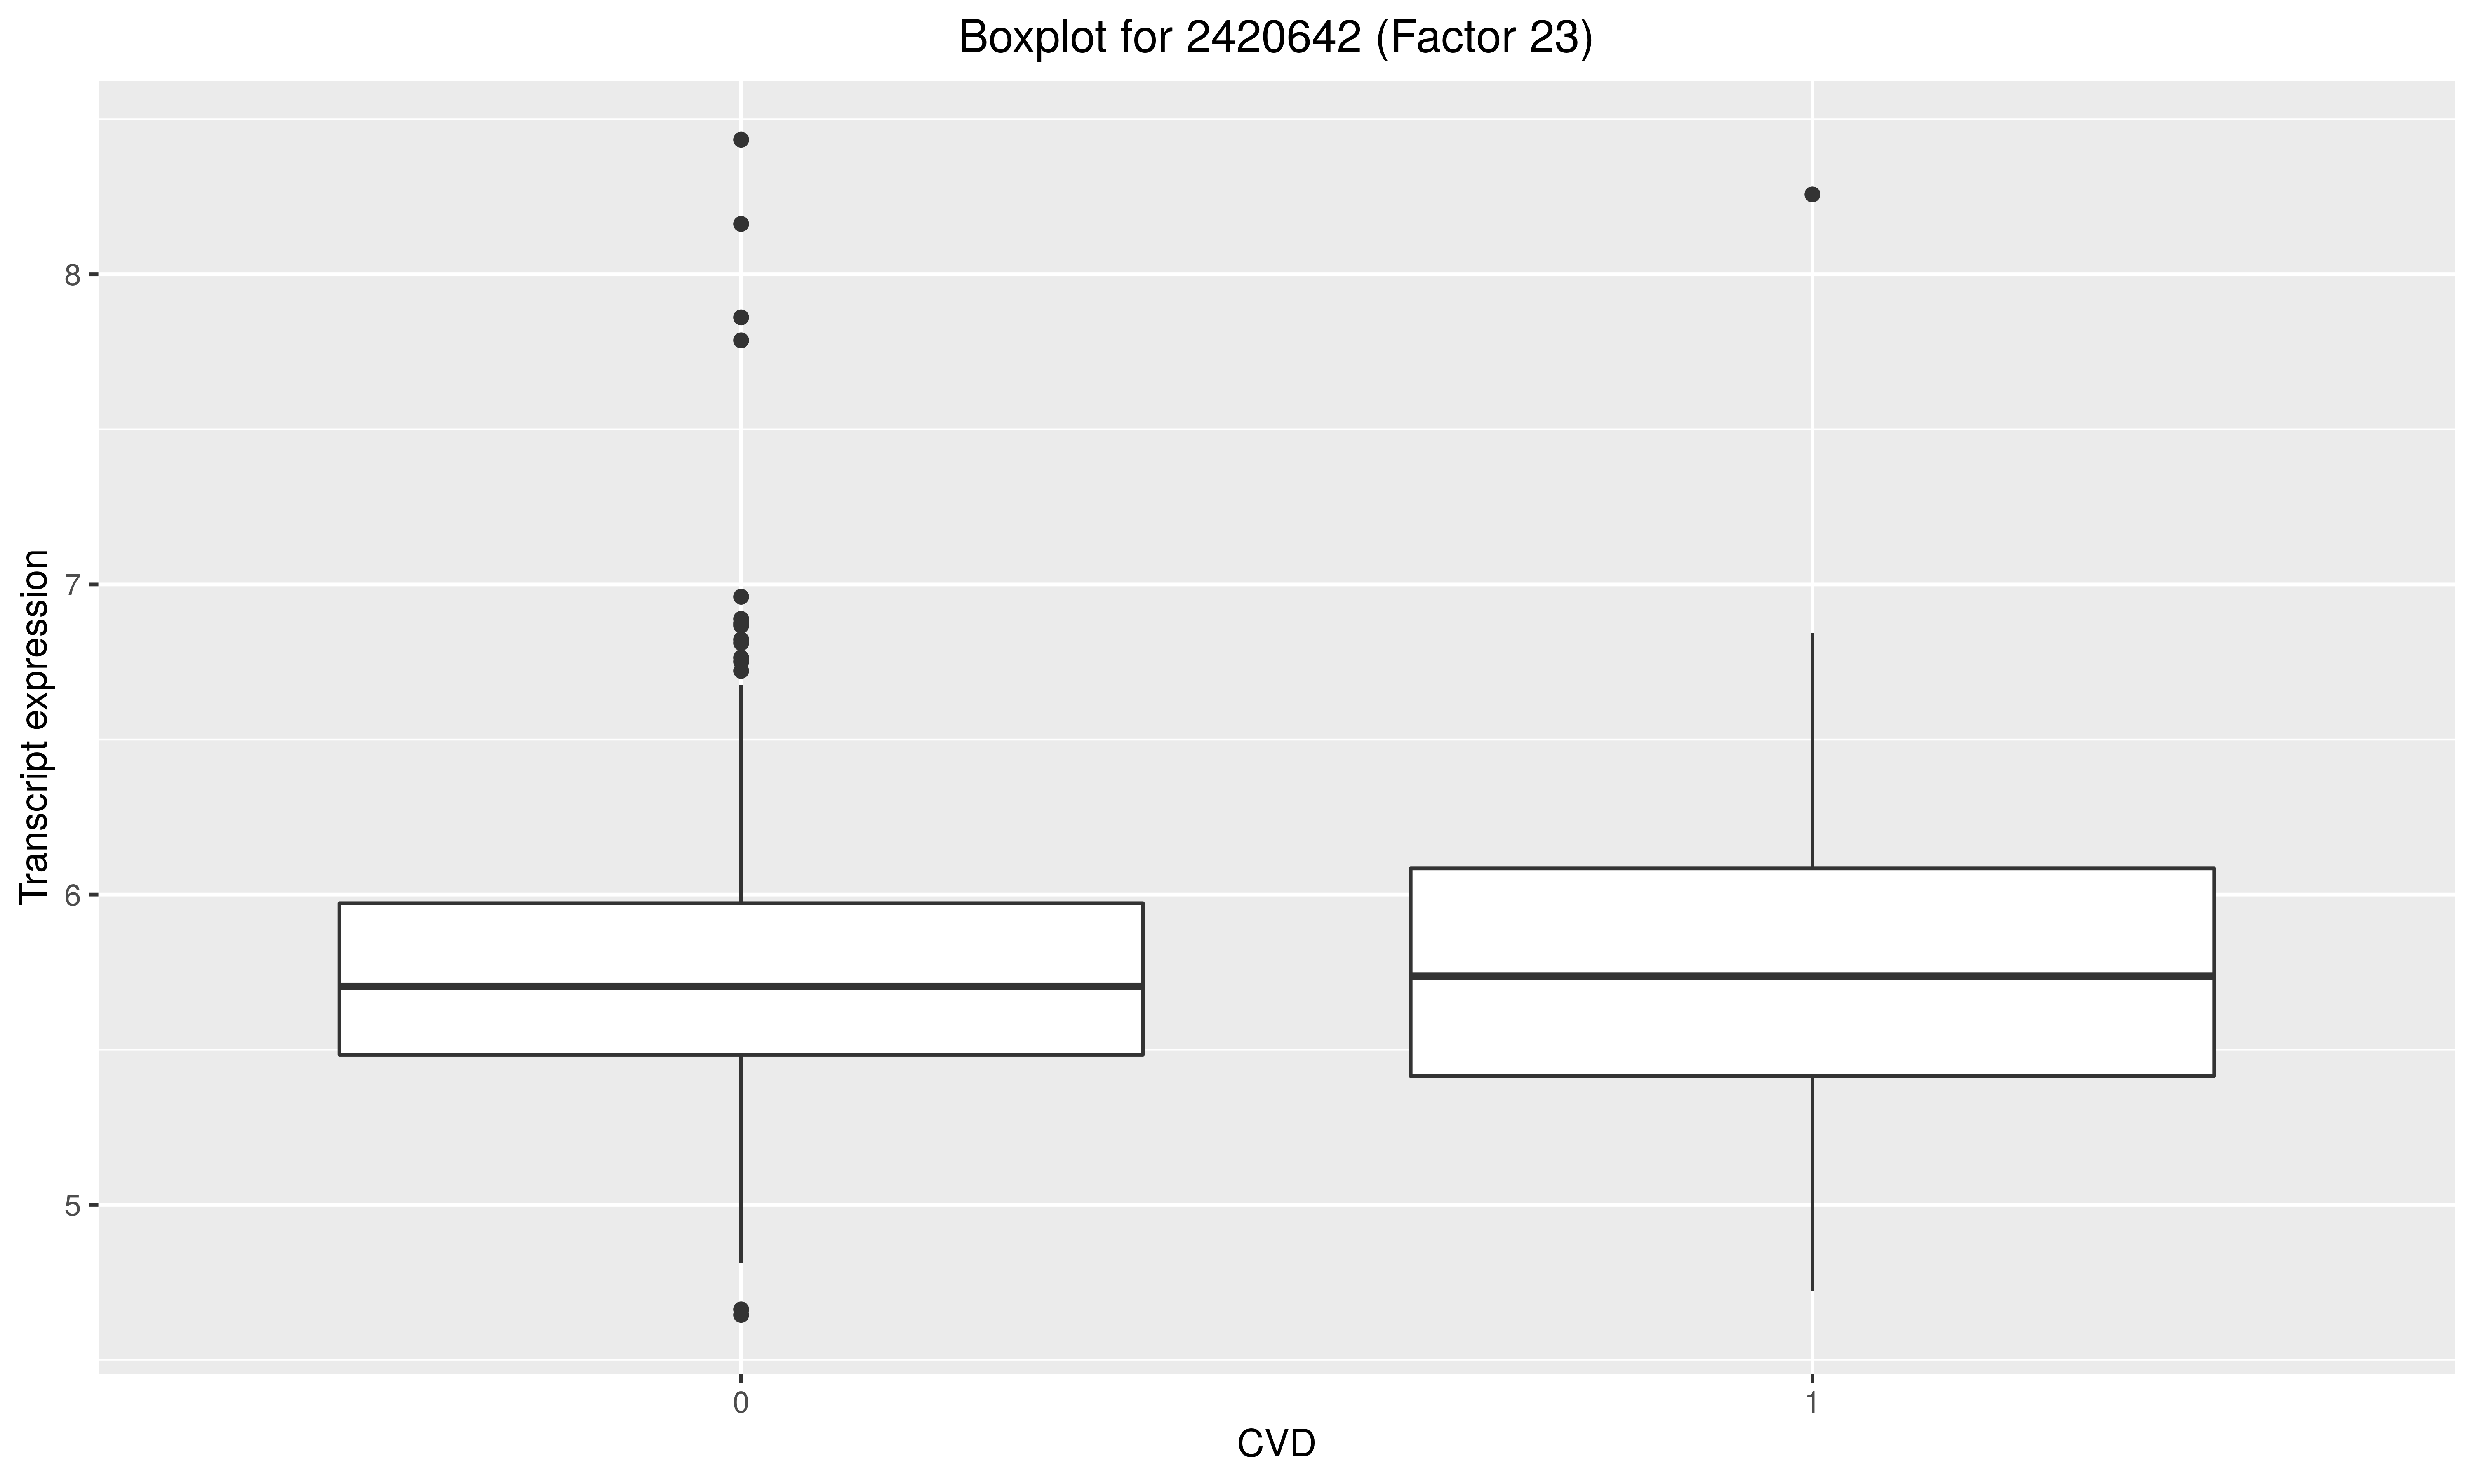 Boxplot for 2420642 (Factor 23)
Transcript expression
8
7
6
5
0
1
CVD